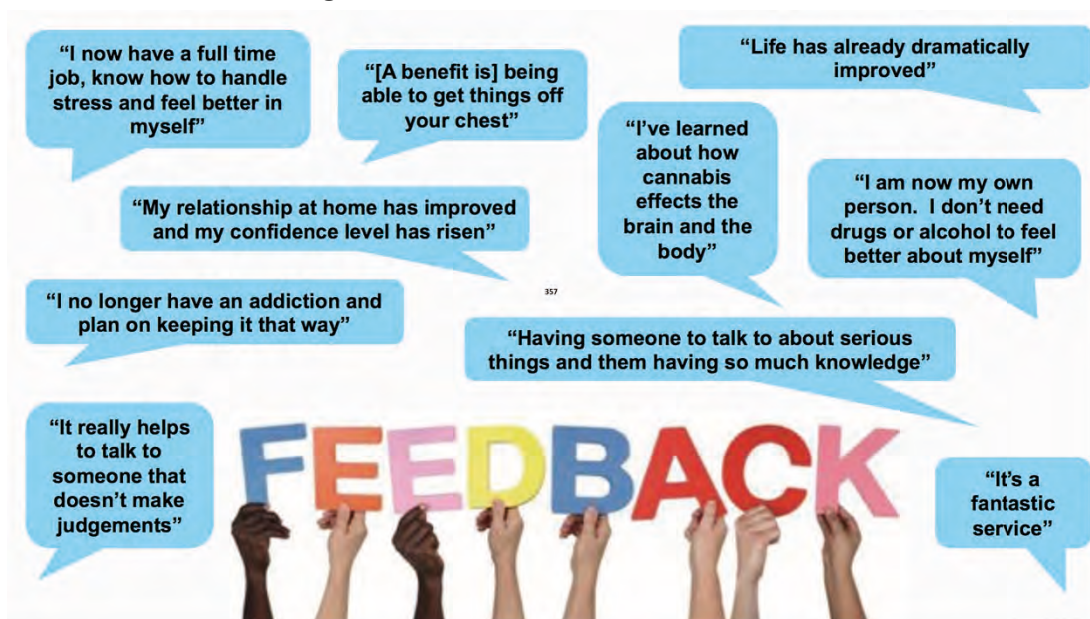 “I now have a full time
job, know how to handle
stress and feel better in
myself”
“[A benefit is] being
able to get things off
your chest”
“Life has already dramatically
improved”
“I’ve learned
about how
cannabis
effects the
brain and the
body”
“I am now my own
person.  I don’t need
drugs or alcohol to feel
better about myself”
“My relationship at home has improved
and my confidence level has risen”
357
“I no longer have an addiction and
plan on keeping it that way”
“Having someone to talk to about serious
things and them having so much knowledge”
“It really helps
to talk to
someone that
doesn’t make
judgements”
FEEDBACK
“It’s a
fantastic
service”